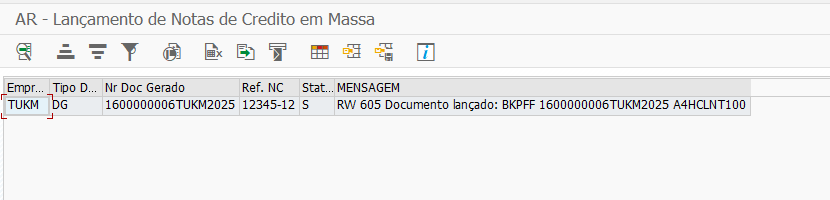 AR - Lançamento de Notas de Credito em Massa
Empr... Tipo D... Nr Doc Gerado Ref. NC Stat... MENSAGEM
TUKM DG 1600000006TUKM2025 12345-12 S RW 605 Documento lançado: BKPFF 1600000006TUKM2025 A4HCLNT100